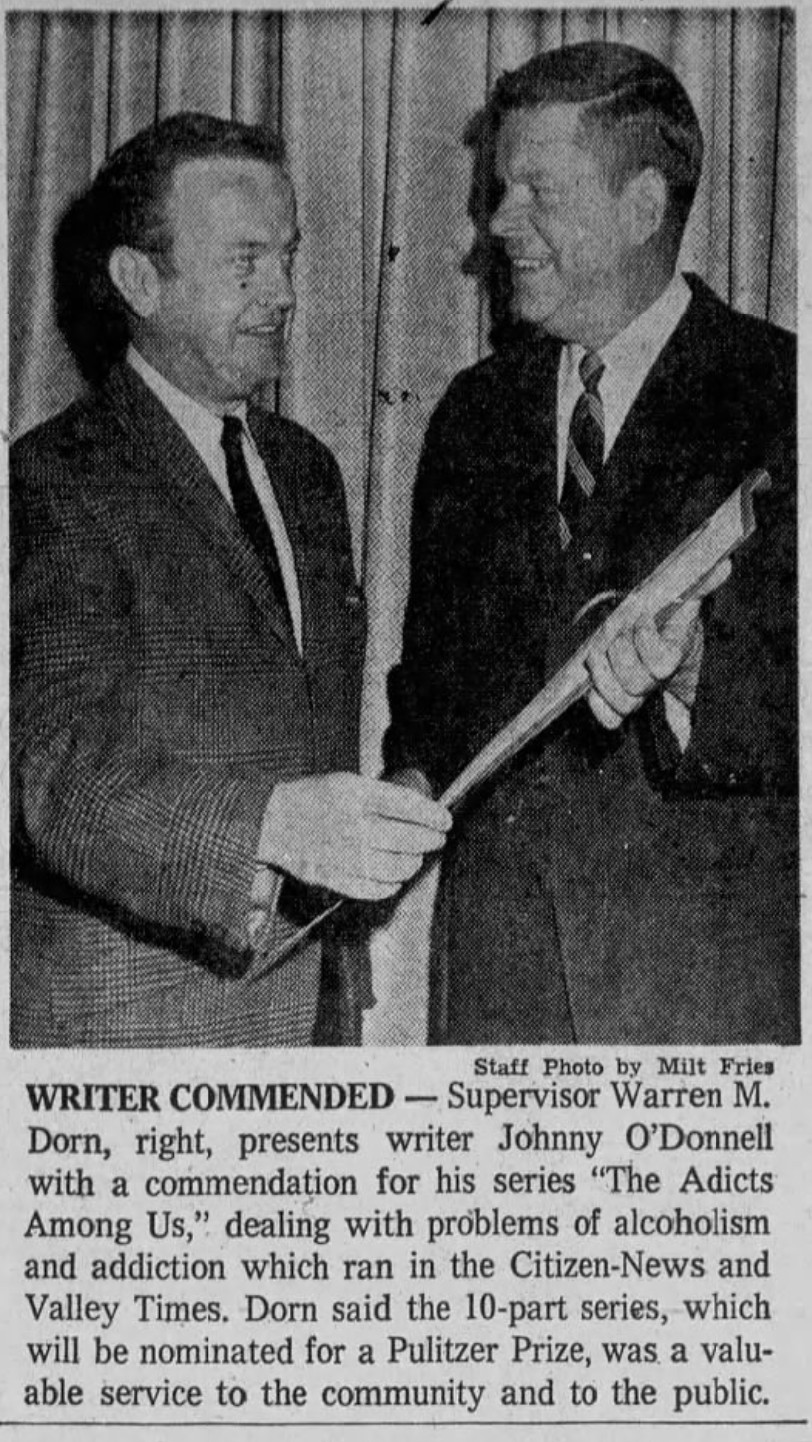 Staff Photo by Milt Fries
WRITER COMMENDED — Supervisor Warren M.
Dorn, right, presents writer Johnny O'Donnell
with a commendation for his series "The Adicts
Among Us," dealing with problems of alcoholism
and addiction which ran in the Citizen-News and
Valley Times. Dorn said the 10-part series, which
will be nominated for a Pulitzer Prize, was a valu-
able service to the community and to the public.